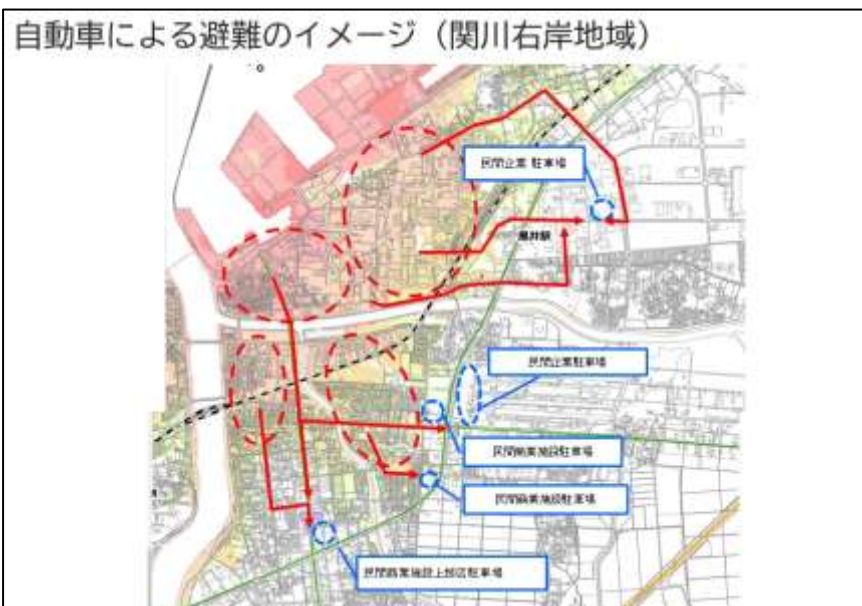 自動車による避難のイメージ（関川右岸地域）
民間企業 駐車場
黒井駅
民間企業駐車場
民間商業施設駐車場
民間商業施設駐車場
民間商業施設上部店駐車場